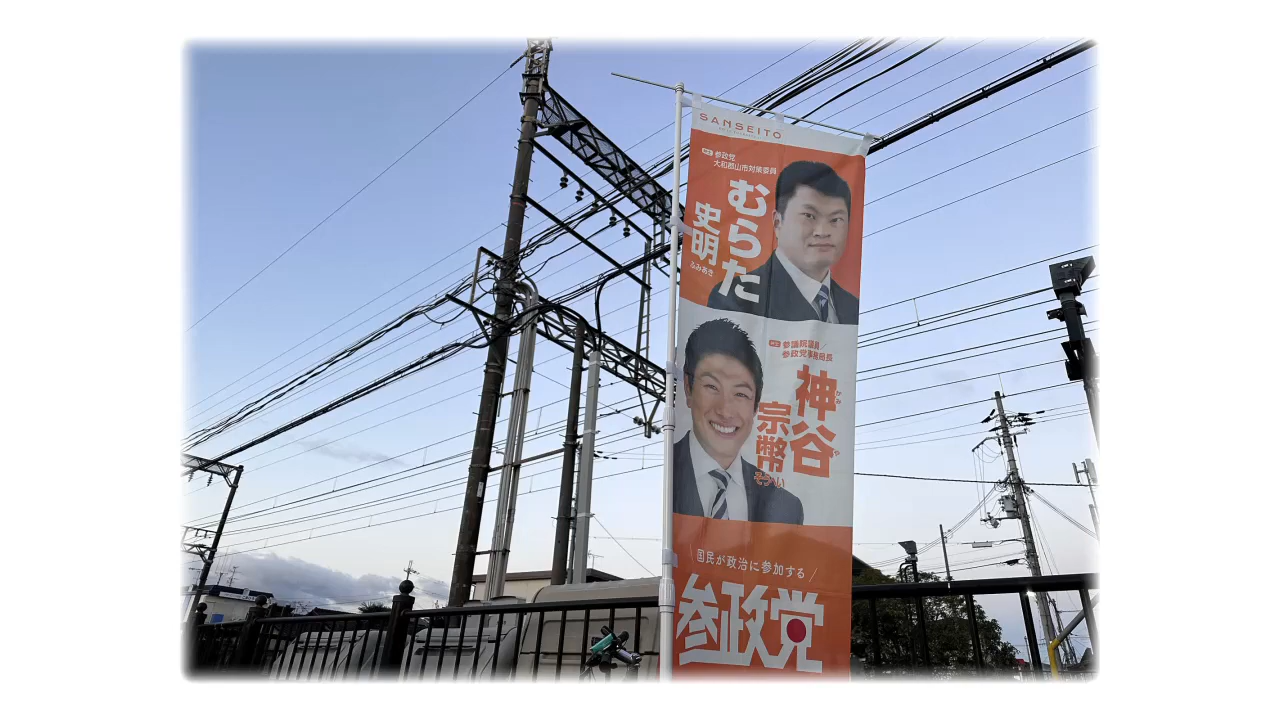 SANSEITO
参政党
大和郡山市対策委員
むらた
史明
ふみあき
参議院議員
参政党事務局長
神谷
かみ
宗幣
そうへい
国民が政治に参加する
参政党